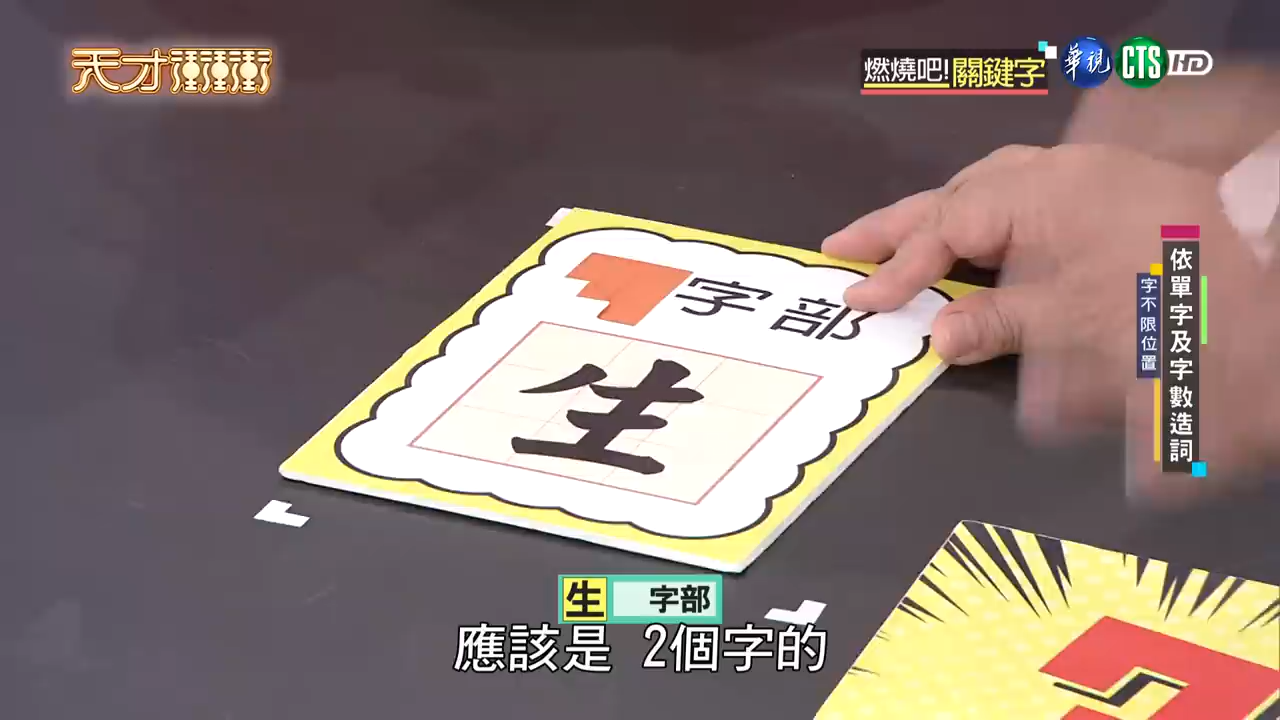 天才衝衝衝
燃燒吧!關鍵字
華視
CTS
HD
依單字及字數造詞
字不限位置
字部
生
生 字部
應該是 2個字的